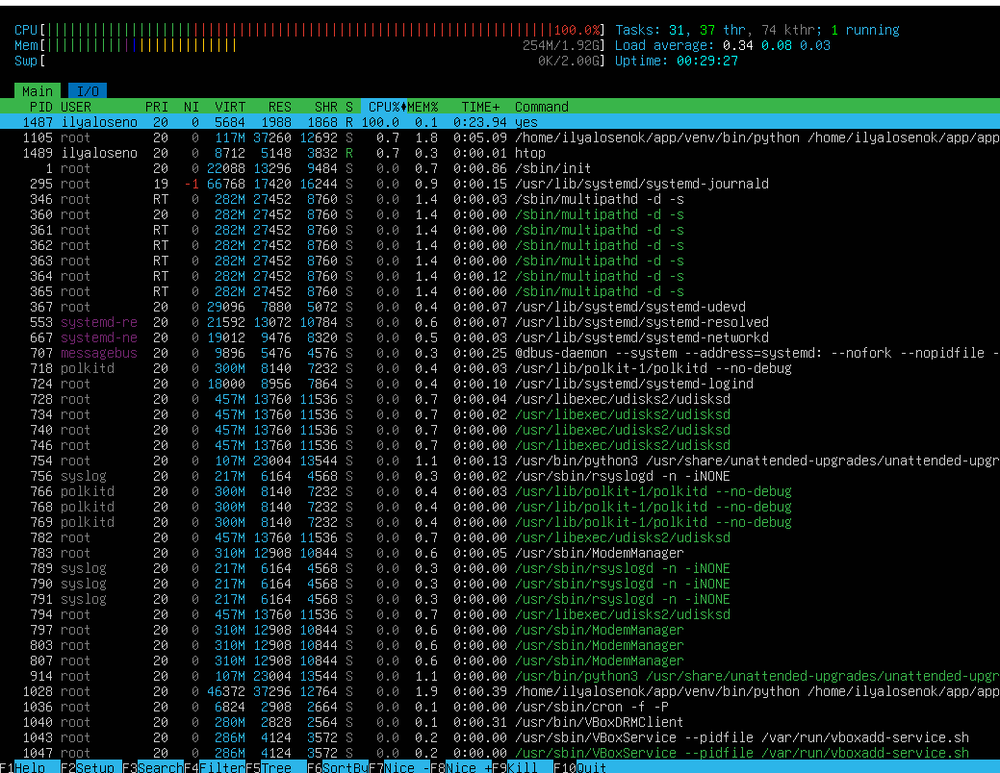 CPU[||||||||||||||||||||||||||||||||||||||||||||||||||||||||||||||||||100.0%] Tasks: 31, 37 thr, 74 kthr; 1 running
Mem[||||||||||||||||||||||||| 254M/1.92G] Load average: 0.34 0.08 0.03
Swp[ 0K/2.00G] Uptime: 00:29:27
Main I/O
PID USER PRI NI VIRT RES SHR S CPU% MEM% TIME+ Command
1487 ilyaloseno 20 0 5684 1988 1868 R 100.0 0.1 0:23.94 yes
1105 root 20 0 117M 37260 12692 S 0.7 1.8 0:05.09 /home/ilyalosenok/app/venv/bin/python /home/ilyalosenok/app/app
1489 ilyaloseno 20 0 8712 5148 3832 R 0.7 0.3 0:00.01 htop
1 root 20 0 22088 13296 9484 S 0.0 0.7 0:00.86 /sbin/init
295 root 19 -1 66768 17420 16244 S 0.0 0.9 0:00.15 /usr/lib/systemd/systemd-journald
346 root RT 0 282M 27452 8760 S 0.0 1.4 0:00.03 /sbin/multipathd -d -s
360 root 20 0 282M 27452 8760 S 0.0 1.4 0:00.00 /sbin/multipathd -d -s
361 root RT 0 282M 27452 8760 S 0.0 1.4 0:00.00 /sbin/multipathd -d -s
362 root RT 0 282M 27452 8760 S 0.0 1.4 0:00.00 /sbin/multipathd -d -s
363 root RT 0 282M 27452 8760 S 0.0 1.4 0:00.00 /sbin/multipathd -d -s
364 root RT 0 282M 27452 8760 S 0.0 1.4 0:00.12 /sbin/multipathd -d -s
365 root RT 0 282M 27452 8760 S 0.0 1.4 0:00.00 /sbin/multipathd -d -s
367 root 20 0 29096 7880 5072 S 0.0 0.4 0:00.07 /usr/lib/systemd/systemd-udevd
553 systemd-re 20 0 21592 13072 10784 S 0.0 0.6 0:00.07 /usr/lib/systemd/systemd-resolved
667 systemd-ne 20 0 19012 9476 8320 S 0.0 0.5 0:00.03 /usr/lib/systemd/systemd-networkd
707 messagebus 20 0 9896 5476 4576 S 0.0 0.3 0:00.25 @dbus-daemon --system --address=systemd: --nofork --nopidfile -
718 polkitd 20 0 300M 8140 7232 S 0.0 0.4 0:00.03 /usr/lib/polkit-1/polkitd --no-debug
724 root 20 0 18000 8956 7864 S 0.0 0.4 0:00.10 /usr/lib/systemd/systemd-logind
728 root 20 0 457M 13760 11536 S 0.0 0.7 0:00.04 /usr/libexec/udisks2/udisksd
734 root 20 0 457M 13760 11536 S 0.0 0.7 0:00.02 /usr/libexec/udisks2/udisksd
740 root 20 0 457M 13760 11536 S 0.0 0.7 0:00.00 /usr/libexec/udisks2/udisksd
746 root 20 0 457M 13760 11536 S 0.0 0.7 0:00.00 /usr/libexec/udisks2/udisksd
754 root 20 0 107M 23004 13544 S 0.0 1.1 0:00.13 /usr/bin/python3 /usr/share/unattended-upgrades/unattended-upgr
756 syslog 20 0 217M 6164 4568 S 0.0 0.3 0:00.02 /usr/sbin/rsyslogd -n -iNONE
766 polkitd 20 0 300M 8140 7232 S 0.0 0.4 0:00.03 /usr/lib/polkit-1/polkitd --no-debug
768 polkitd 20 0 300M 8140 7232 S 0.0 0.4 0:00.00 /usr/lib/polkit-1/polkitd --no-debug
769 polkitd 20 0 300M 8140 7232 S 0.0 0.4 0:00.00 /usr/lib/polkit-1/polkitd --no-debug
782 root 20 0 457M 13760 11536 S 0.0 0.7 0:00.00 /usr/libexec/udisks2/udisksd
783 root 20 0 310M 12908 10844 S 0.0 0.6 0:00.05 /usr/sbin/ModemManager
789 syslog 20 0 217M 6164 4568 S 0.0 0.3 0:00.00 /usr/sbin/rsyslogd -n -iNONE
790 syslog 20 0 217M 6164 4568 S 0.0 0.3 0:00.00 /usr/sbin/rsyslogd -n -iNONE
791 syslog 20 0 217M 6164 4568 S 0.0 0.3 0:00.00 /usr/sbin/rsyslogd -n -iNONE
794 root 20 0 457M 13760 11536 S 0.0 0.7 0:00.00 /usr/libexec/udisks2/udisksd
797 root 20 0 310M 12908 10844 S 0.0 0.6 0:00.00 /usr/sbin/ModemManager
803 root 20 0 310M 12908 10844 S 0.0 0.6 0:00.00 /usr/sbin/ModemManager
807 root 20 0 310M 12908 10844 S 0.0 0.6 0:00.00 /usr/sbin/ModemManager
914 root 20 0 107M 23004 13544 S 0.0 1.1 0:00.00 /usr/bin/python3 /usr/share/unattended-upgrades/unattended-upgr
1028 root 20 0 46372 37296 12764 S 0.0 1.9 0:00.39 /home/ilyalosenok/app/venv/bin/python /home/ilyalosenok/app/app
1036 root 20 0 6824 2908 2664 S 0.0 0.1 0:00.00 /usr/sbin/cron -f -P
1040 root 20 0 280M 2828 2564 S 0.0 0.1 0:00.31 /usr/bin/VBoxDRMClient
1043 root 20 0 286M 4124 3572 S 0.0 0.2 0:00.00 /usr/sbin/VBoxService --pidfile /var/run/vboxadd-service.sh
1047 root 20 0 286M 4124 3572 S 0.0 0.2 0:00.00 /usr/sbin/VBoxService --pidfile /var/run/vboxadd-service.sh
F1Help F2Setup F3SearchF4FilterF5Tree F6SortByF7Nice -F8Nice +F9Kill F10Quit